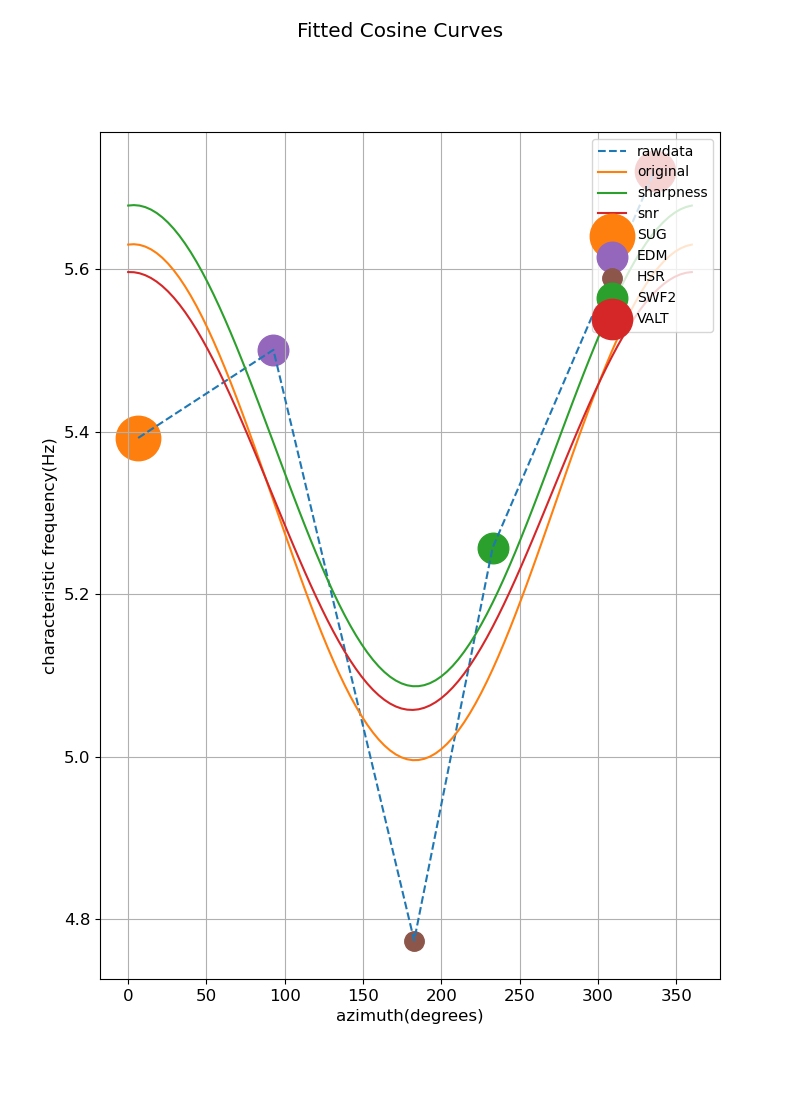 Fitted Cosine Curves
rawdata
original
sharpness
snr
SUG
EDM
HSR
SWF2
VALT
5.6
5.4
5.2
5.0
4.8
characteristic frequency(Hz)
0 50 100 150 200 250 300 350
azimuth(degrees)